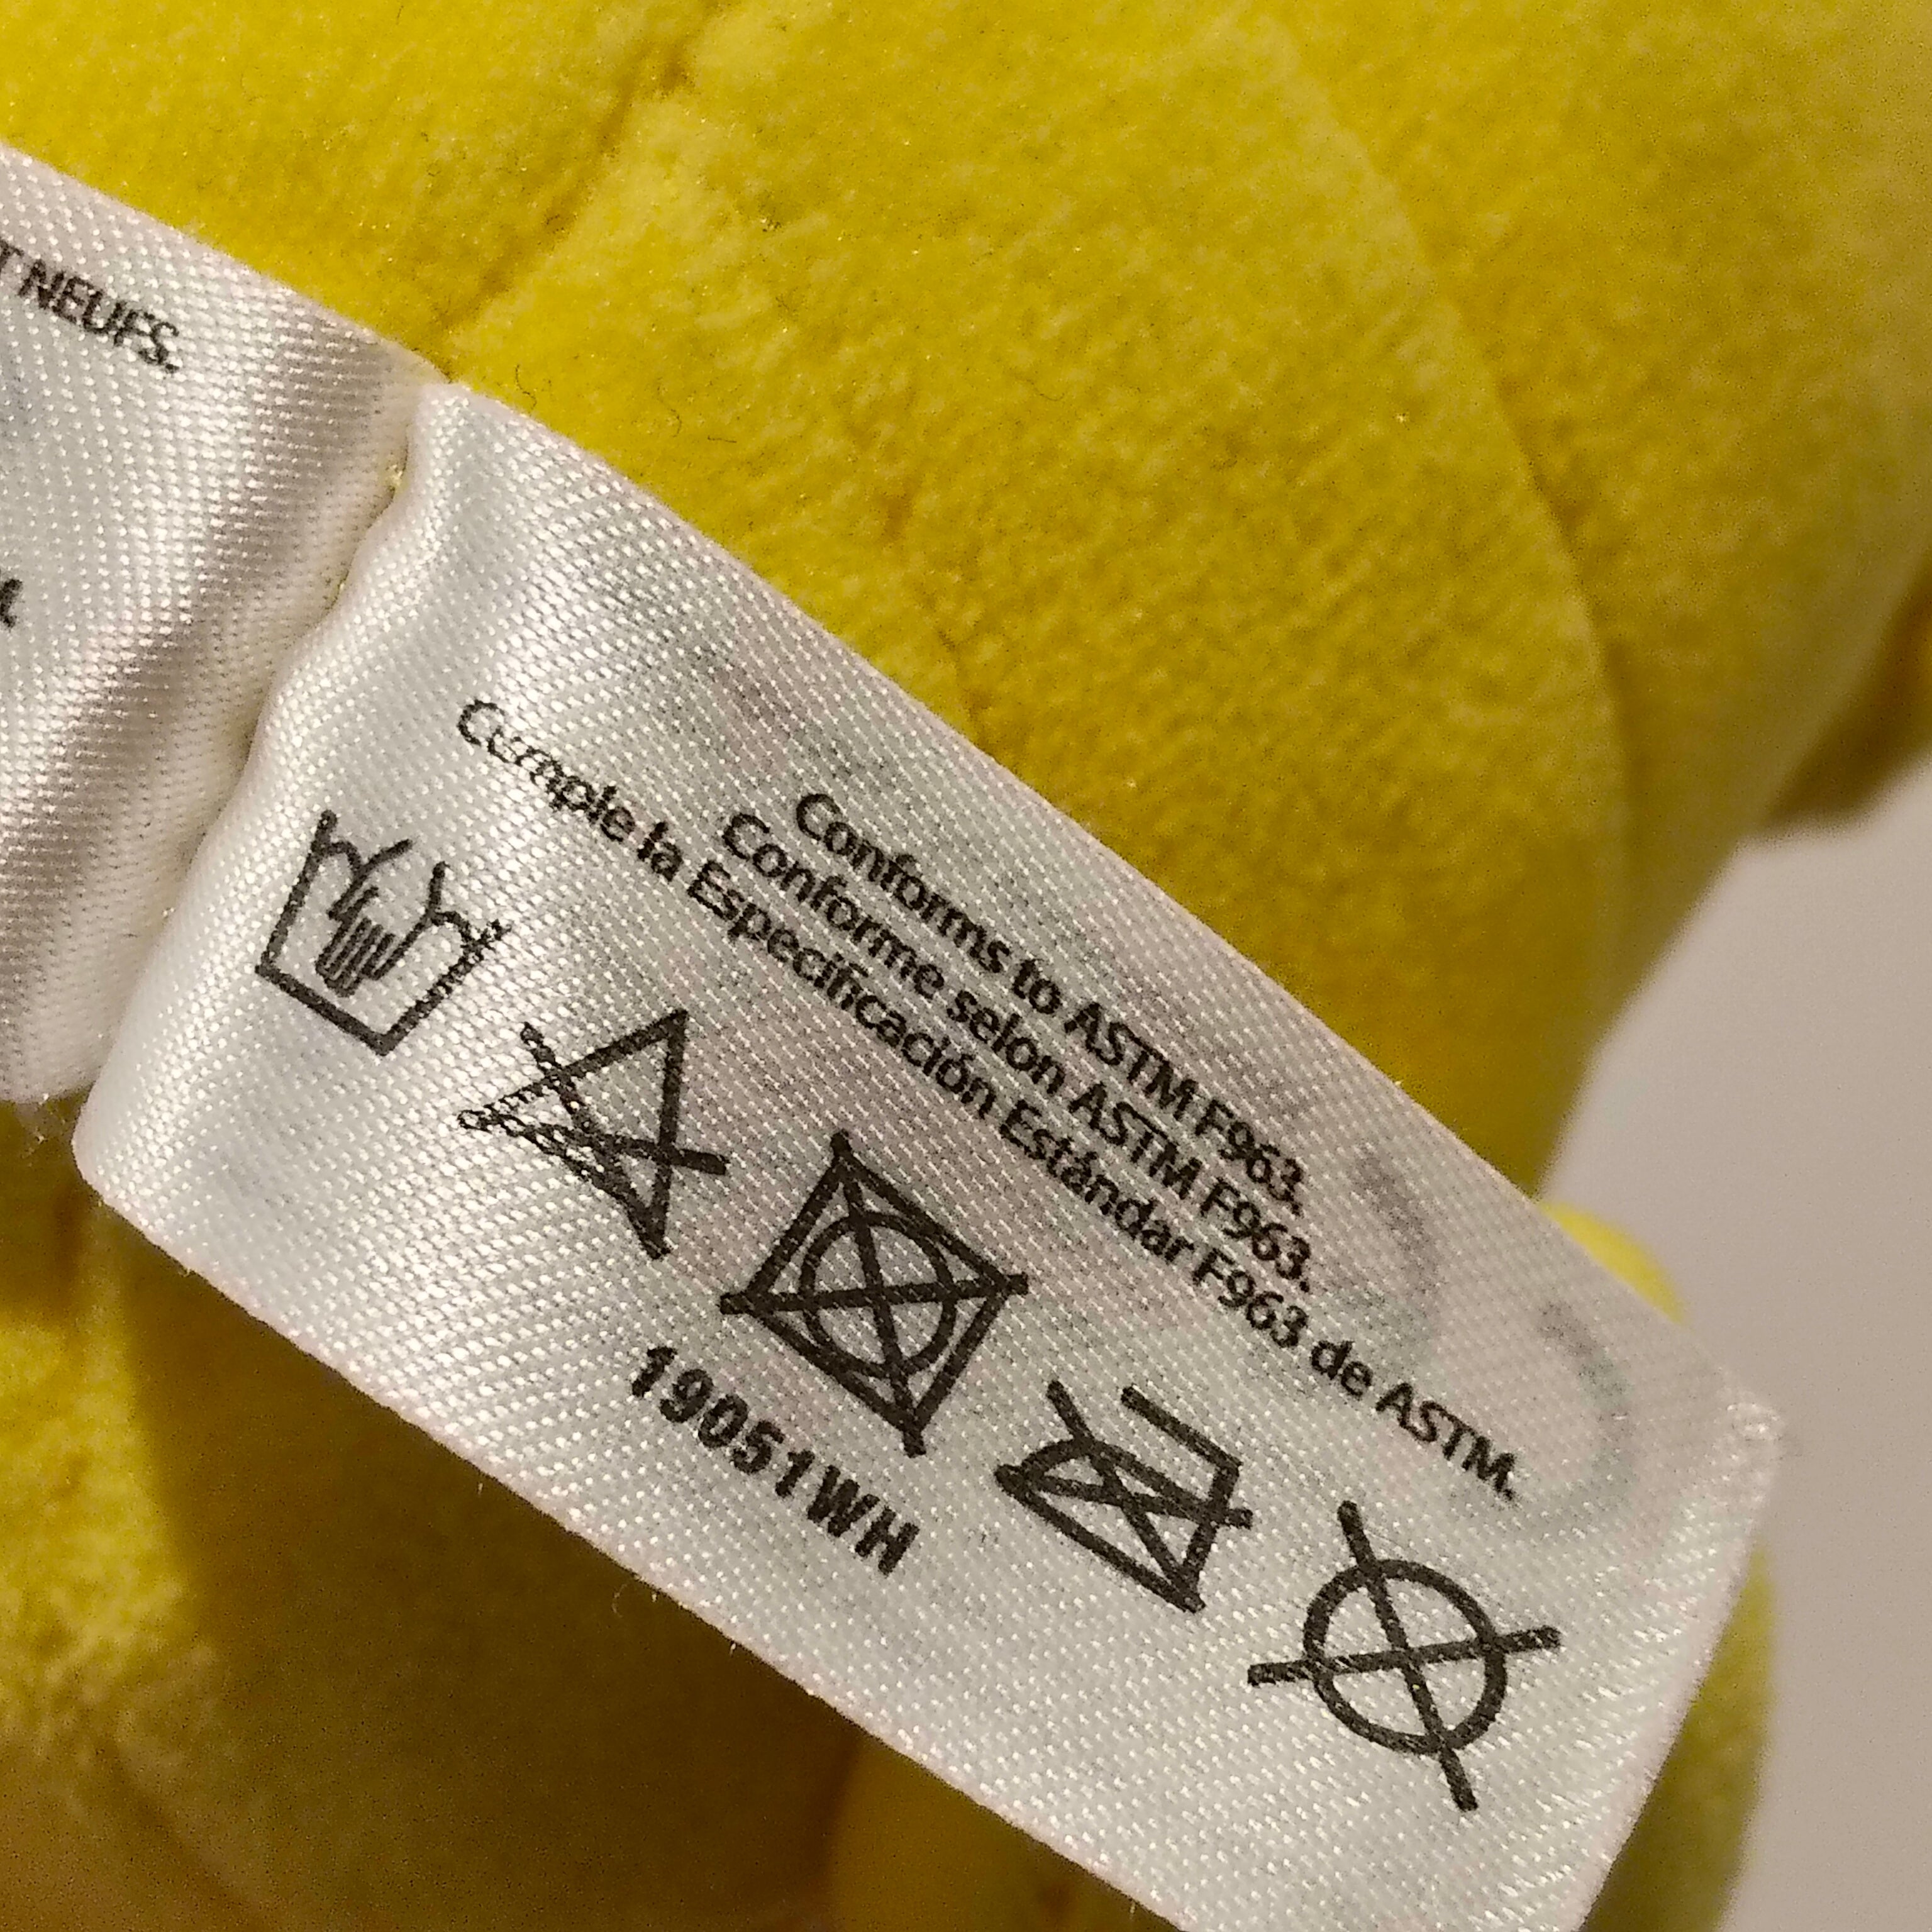 T NEUFS.
Conforms to ASTM F963.
Conforme selon ASTM F963.
Cumple la Especificación Estándar F963 de ASTM.
19051WH